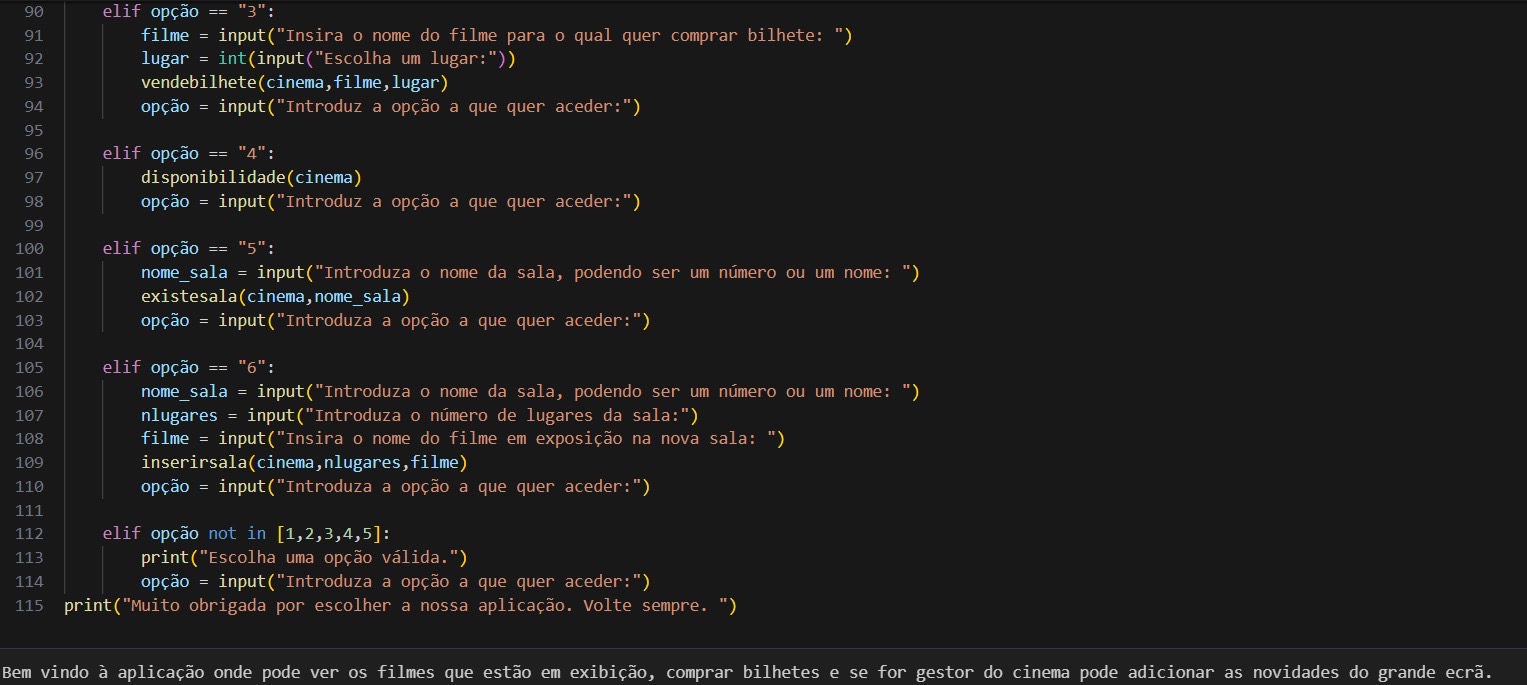 90 elif opção == "3":
91 filme = input("Insira o nome do filme para o qual quer comprar bilhete: ")
92 lugar = int(input("Escolha um lugar:"))
93 vendebilhete(cinema,filme,lugar)
94 opção = input("Introduz a opção a que quer aceder:")
95
96 elif opção == "4":
97 disponibilidade(cinema)
98 opção = input("Introduz a opção a que quer aceder:")
99
100 elif opção == "5":
101 nome_sala = input("Introduza o nome da sala, podendo ser um número ou um nome: ")
102 existesala(cinema,nome_sala)
103 opção = input("Introduza a opção a que quer aceder:")
104
105 elif opção == "6":
106 nome_sala = input("Introduza o nome da sala, podendo ser um número ou um nome: ")
107 nlugares = input("Introduza o número de lugares da sala:")
108 filme = input("Insira o nome do filme em exposição na nova sala: ")
109 inserirsala(cinema,nlugares,filme)
110 opção = input("Introduza a opção a que quer aceder:")
111
112 elif opção not in [1,2,3,4,5]:
113 print("Escolha uma opção válida.")
114 opção = input("Introduza a opção a que quer aceder:")
115 print("Muito obrigada por escolher a nossa aplicação. Volte sempre. ")
Bem vindo à aplicação onde pode ver os filmes que estão em exibição, comprar bilhetes e se for gestor do cinema pode adicionar as novidades do grande ecrã.